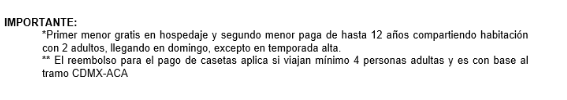 IMPORTANTE:
*Primer menor gratis en hospedaje y segundo menor paga de hasta 12 años compartiendo habitación
con 2 adultos, llegando en domingo, excepto en temporada alta.
** El reembolso para el pago de casetas aplica si viajan mínimo 4 personas adultas y es con base al
tramo CDMX-ACA